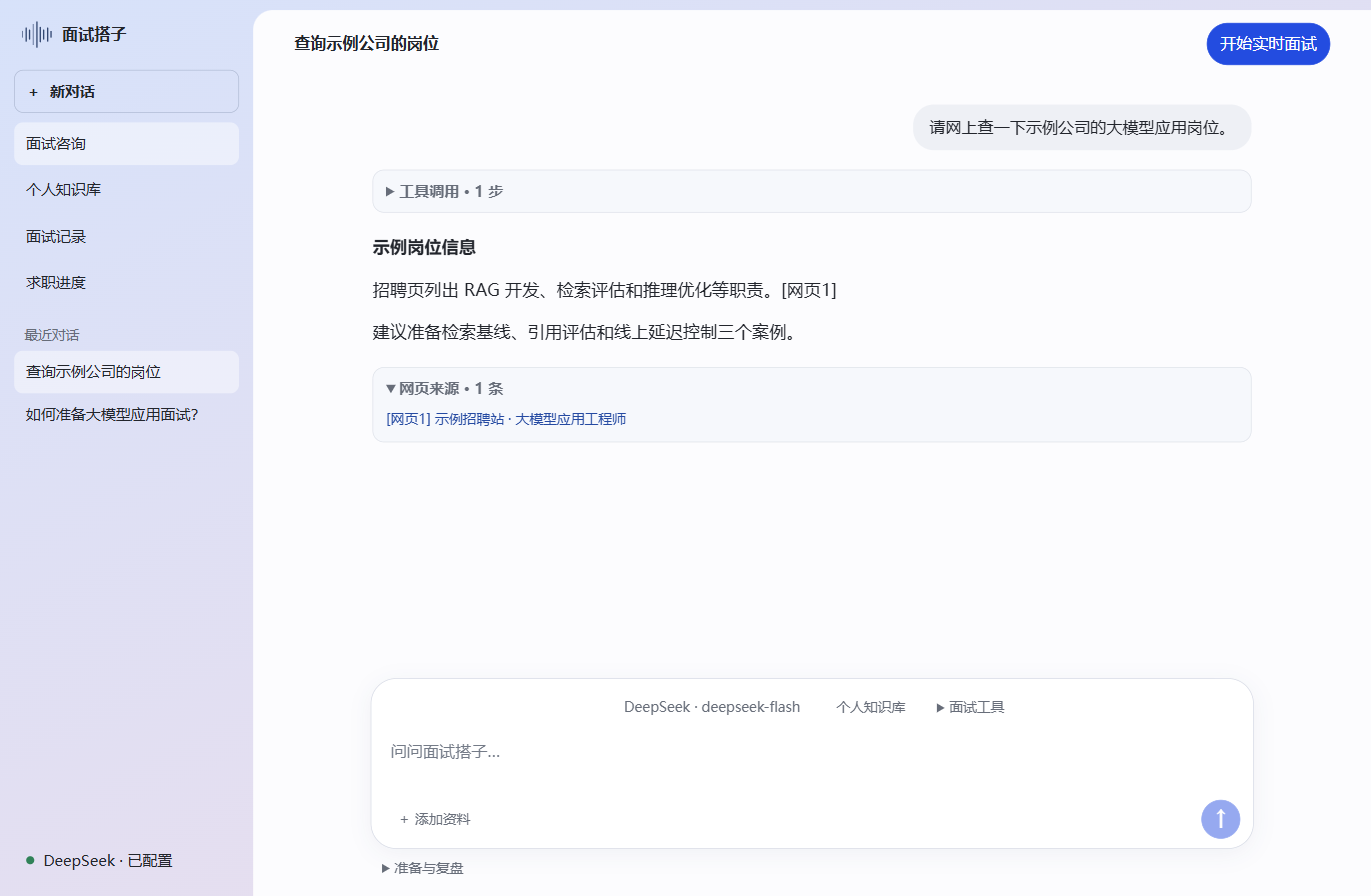 面试搭子
+ 新对话
面试咨询
个人知识库
面试记录
求职进度
最近对话
查询示例公司的岗位
如何准备大模型应用面试?
DeepSeek · 已配置
查询示例公司的岗位
开始实时面试
请网上查一下示例公司的大模型应用岗位。
工具调用 • 1 步
示例岗位信息
招聘页列出 RAG 开发、检索评估和推理优化等职责。[网页1]
建议准备检索基线、引用评估和线上延迟控制三个案例。
网页来源 • 1 条
[网页1] 示例招聘站 · 大模型应用工程师
DeepSeek · deepseek-flash 个人知识库 面试工具
问问面试搭子...
+ 添加资料
准备与复盘